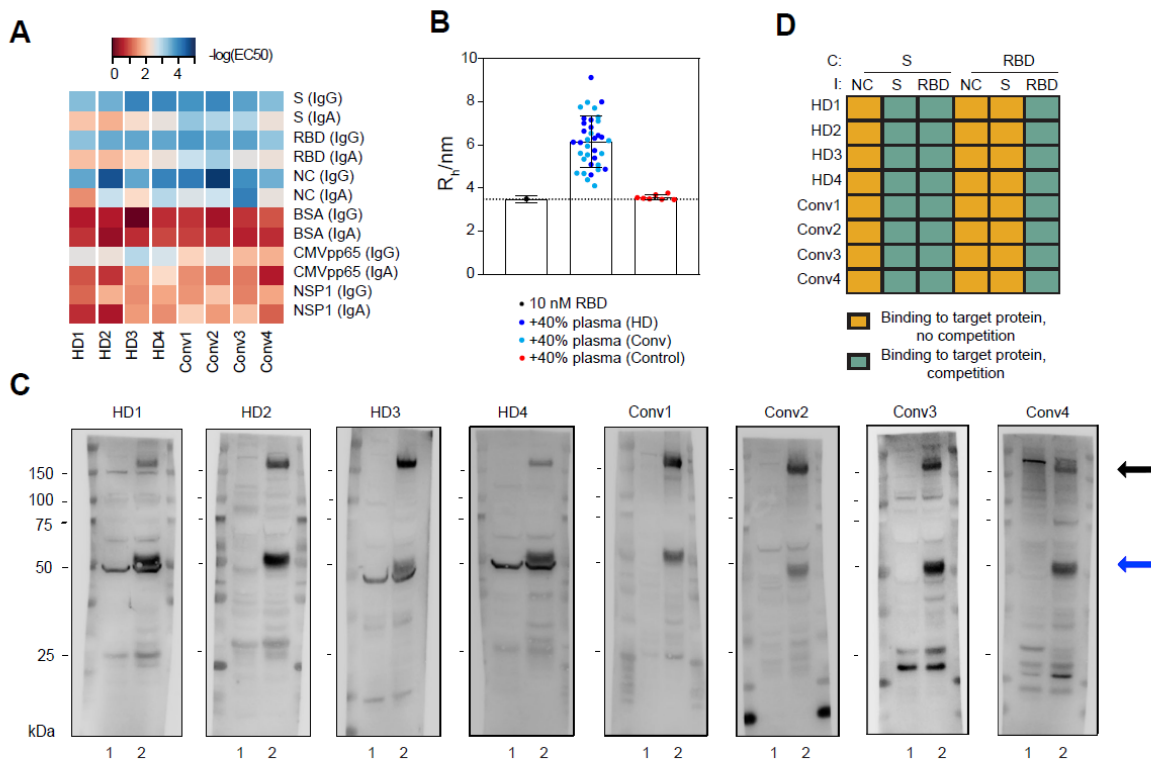 A
-log(EC50)
0 2 4
S (IgG)
S (IgA)
RBD (IgG)
RBD (IgA)
NC (IgG)
NC (IgA)
BSA (IgG)
BSA (IgA)
CMVpp65 (IgG)
CMVpp65 (IgA)
NSP1 (IgG)
NSP1 (IgA)
HD1 HD2 HD3 HD4 Conv1 Conv2 Conv3 Conv4
B
Rh/nm
10
8
6
4
2
0
10 nM RBD
+40% plasma (HD)
+40% plasma (Conv)
+40% plasma (Control)
D
C: S RBD
I: NC S RBD NC S RBD
HD1
HD2
HD3
HD4
Conv1
Conv2
Conv3
Conv4
Binding to target protein,
no competition
Binding to target protein,
competition
C
HD1 HD2 HD3 HD4 Conv1 Conv2 Conv3 Conv4
150
100
75
50
25
kDa
1 2 1 2 1 2 1 2 1 2 1 2 1 2 1 2